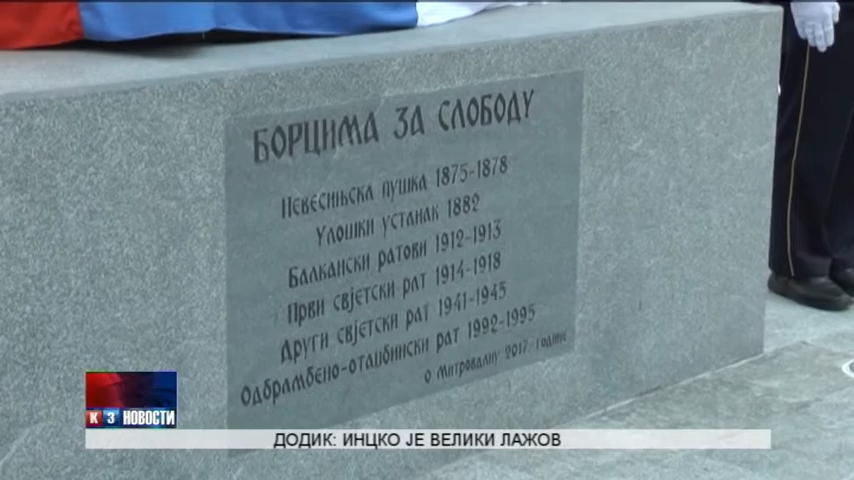 БОРЦИМА ЗА СЛОБОДУ
Невесињска пушка 1875-1878
Улошки устанак 1882
Балкански ратови 1912-1913
Први свјетски рат 1914-1918
Други свјетски рат 1941-1945
Одбрамбено-отаџбински рат 1992-1995
О Митровдану 2017. године
К 3 НОВОСТИ
ДОДИК: ИНЦКО ЈЕ ВЕЛИКИ ЛАЖОВ